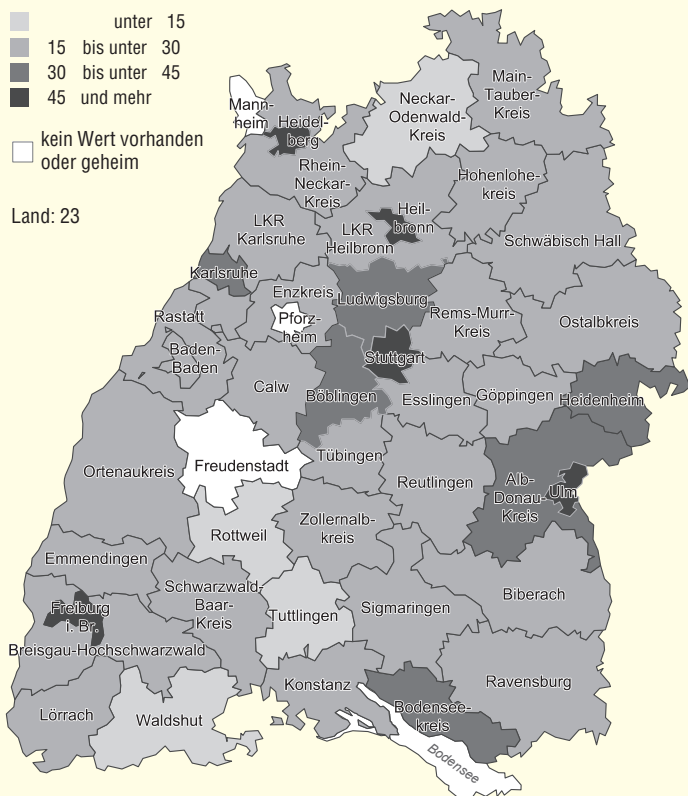 unter 15
15 bis unter 30
30 bis unter 45
45 und mehr
kein Wert vorhanden
oder geheim
Land: 23
Main-
Tauber-
Kreis
Neckar-
Odenwald-
Kreis
Mann-
heim
Heidel-
berg
Rhein-
Neckar-
Kreis
Hohenlohe-
kreis
Heil-
bronn
LKR
Karlsruhe
LKR
Heilbronn
Schwäbisch Hall
Karlsruhe
Enzkreis
Ludwigsburg
Rastatt
Pforz-
heim
Rems-Murr-
Kreis
Ostalbkreis
Baden-
Baden
Stuttgart
Calw
Böblingen
Esslingen
Göppingen
Heidenheim
Ortenaukreis
Freudenstadt
Tübingen
Reutlingen
Alb-
Donau-
Kreis
Ulm
Rottweil
Zollernalb-
kreis
Emmendingen
Schwarzwald-
Baar-
Kreis
Tuttlingen
Sigmaringen
Biberach
Freiburg
i. Br.
Breisgau-Hochschwarzwald
Konstanz
Ravensburg
Lörrach
Waldshut
Bodensee-
kreis
Bodensee